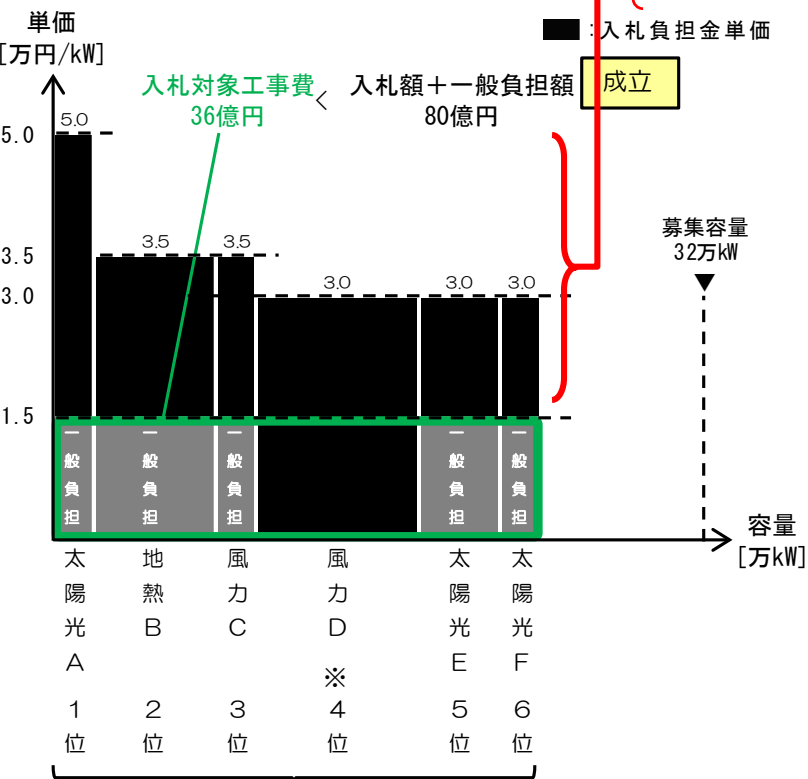 単価
[万円/kW]
:入札負担金単価
入札対象工事費
36億円
<
入札額＋一般負担額
80億円
成立
5.0
3.5
3.0
1.5
5.0
3.5
3.5
3.0
3.0
3.0
募集容量
32万kW
▼
一般負担
一般負担
一般負担
一般負担
一般負担
容量
[万kW]
太陽光A
地熱B
風力C
風力D ※
太陽光E
太陽光F
1位
2位
3位
4位
5位
6位